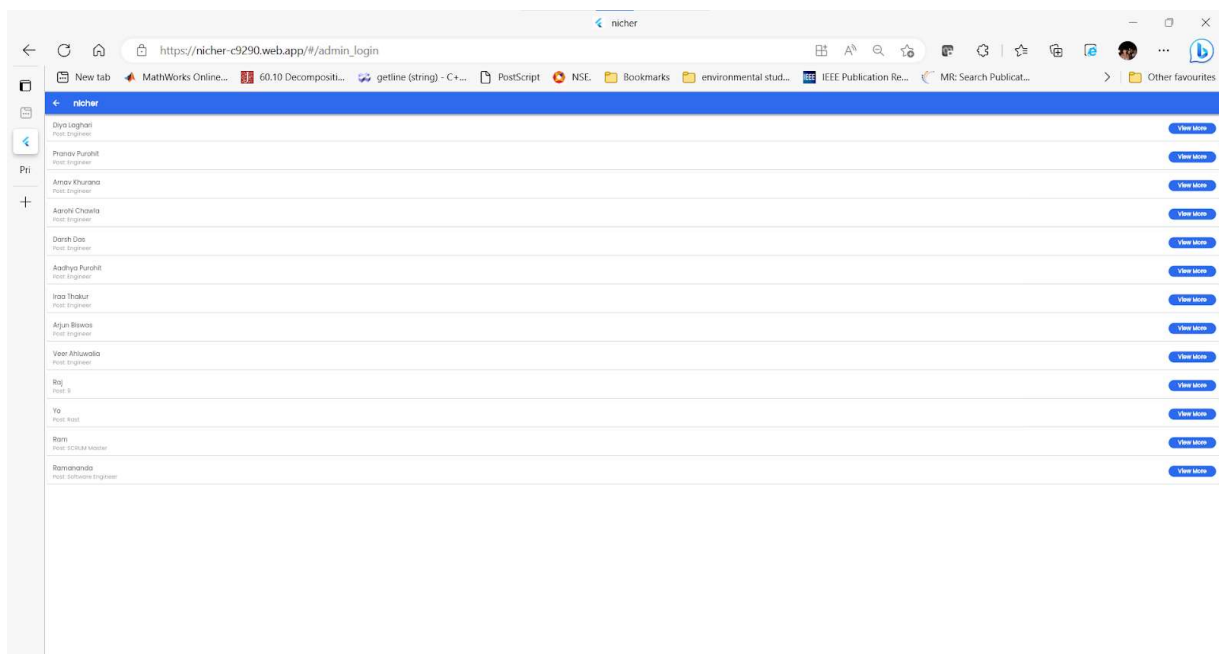 nicher
https://nicher-c9290.web.app/#/admin_login
New tab MathWorks Online... 60.10 Decompositi... getline (string) - C+... PostScript NSE. Bookmarks environmental stud... IEEE IEEE Publication Re... MR: Search Publicat... Other favourites
Pri
nicher
Diya Laghari
Post: Engineer
View More
Pranav Purohit
Post: Engineer
View More
Arnav Khurana
Post: Engineer
View More
Aarohi Chawla
Post: Engineer
View More
Darsh Das
Post: Engineer
View More
Aadhya Purohit
Post: Engineer
View More
Iraa Thakur
Post: Engineer
View More
Arjun Biswas
Post: Engineer
View More
Veer Ahluwalia
Post: Engineer
View More
Raj
Post:
View More
Yo
Post:
View More
Ram
Post: SCRUM Master
View More
Ramananda
Post: Software Engineer
View More